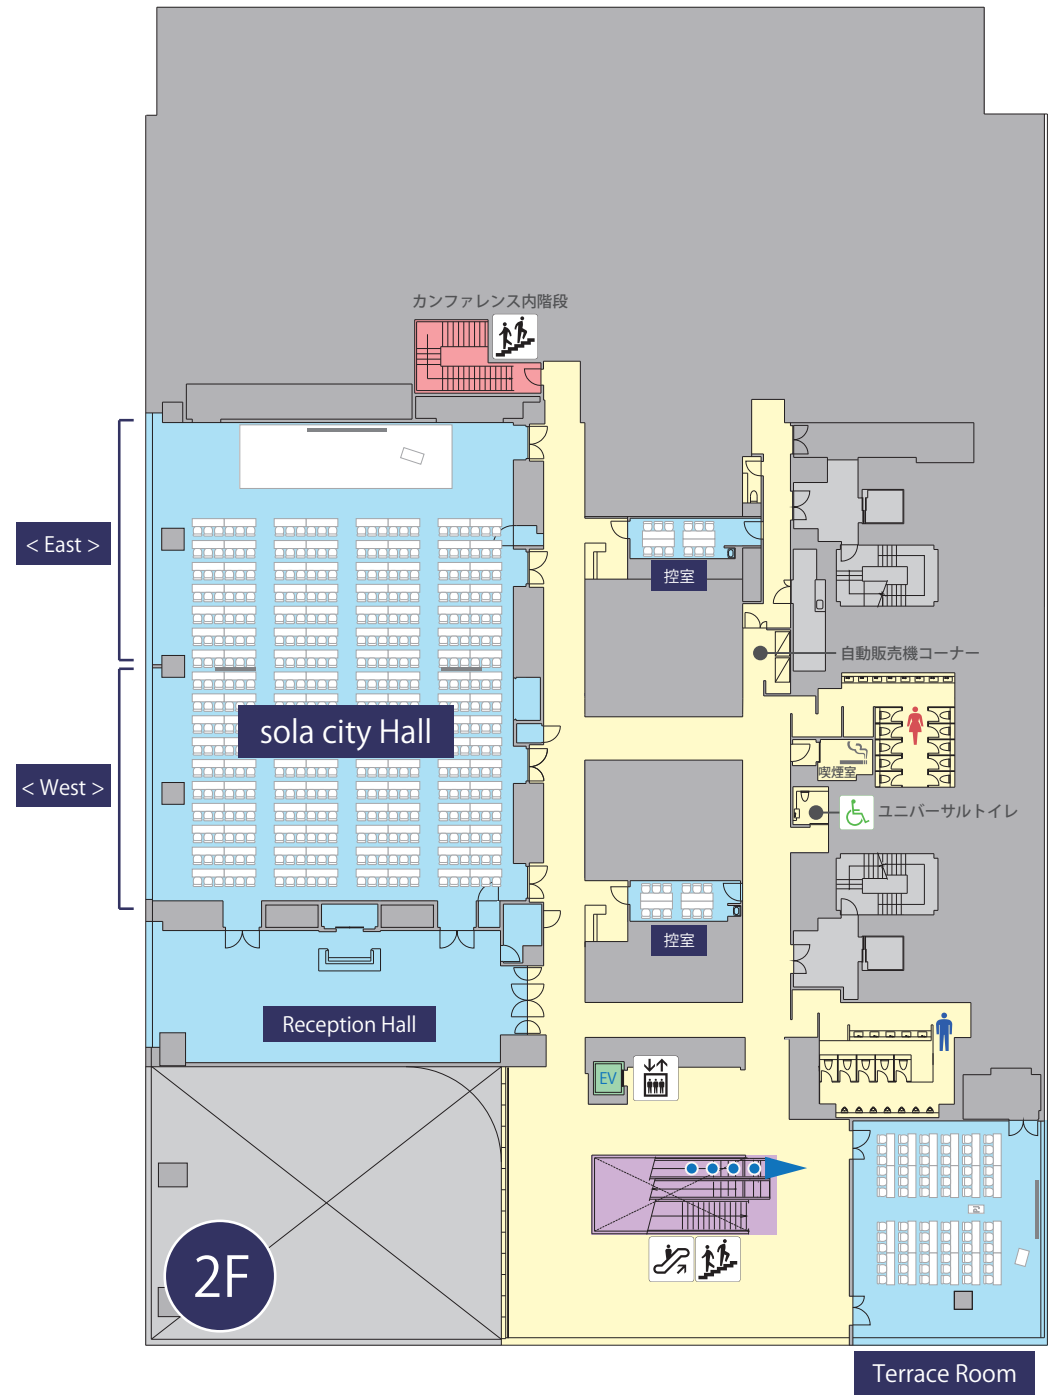 カンファレンス内階段
< East >
控室
自動販売機コーナー
sola city Hall
< West >
喫煙室
ユニバーサルトイレ
控室
Reception Hall
EV
2F
Terrace Room